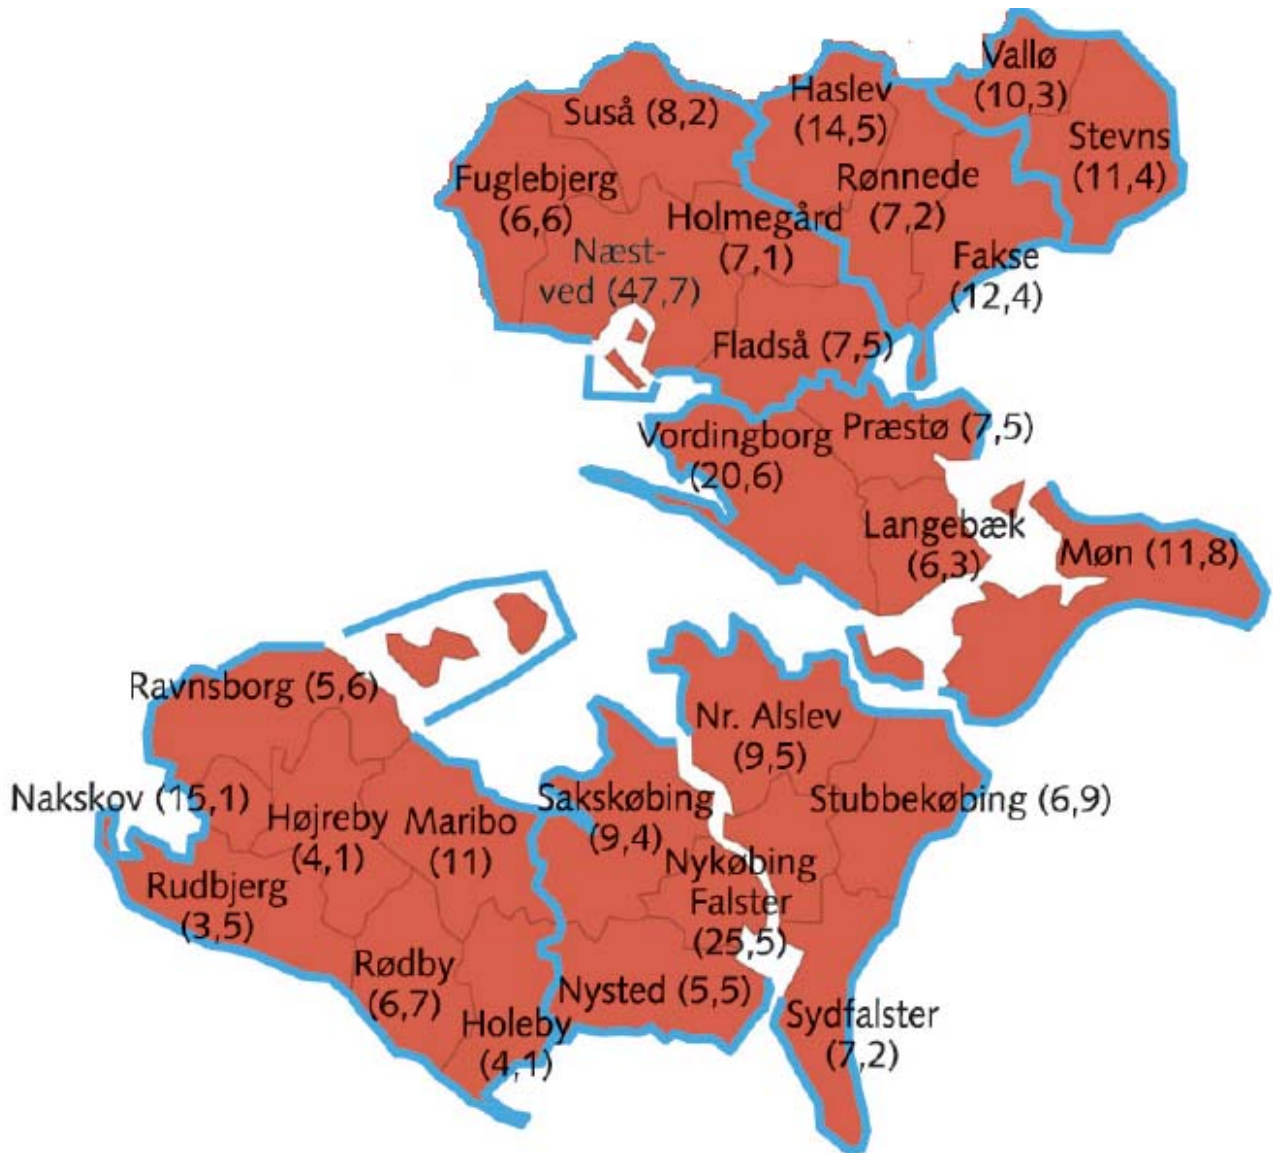 Vallø
(10,3)
Haslev
(14,5)
Suså (8,2)
Stevns
(11,4)
Fuglebjerg
(6,6)
Rønnede
(7,2)
Holmegård
(7,1)
Næst-
ved (47,7)
Fakse
(12,4)
Fladså (7,5)
Præstø (7,5)
Vordingborg
(20,6)
Langebæk
(6,3)
Møn (11,8)
Ravnsborg (5,6)
Nr. Alslev
(9,5)
Nakskov (15,1)
Højreby
(4,1)
Maribo
(11)
Sakskøbing
(9,4)
Stubbekøbing (6,9)
Nykøbing
Falster
(25,5)
Rudbjerg
(3,5)
Rødby
(6,7)
Nysted (5,5)
Holeby
(4,1)
Sydfalster
(7,2)